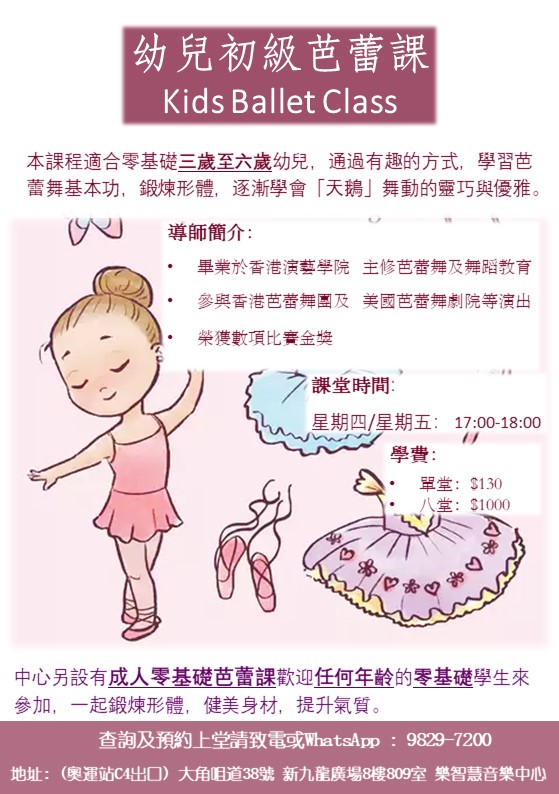 幼兒初級芭蕾課
Kids Ballet Class
本課程適合零基礎三歲至六歲幼兒，通過有趣的方式，學習芭
蕾舞基本功，鍛煉形體，逐漸學會「天鵝」舞動的靈巧與優雅。
導師簡介：
• 畢業於香港演藝學院 主修芭蕾舞及舞蹈教育
• 參與香港芭蕾舞團及 美國芭蕾舞劇院等演出
• 榮獲數項比賽金獎
課堂時間：
星期四/星期五： 17:00-18:00
學費：
• 單堂：$130
• 八堂：$1000
中心另設有成人零基礎芭蕾課歡迎任何年齡的零基礎學生來
參加，一起鍛煉形體，健美身材，提升氣質。
查詢及預約上堂請致電或WhatsApp : 9829-7200
地址: (奧運站C4出口) 大角咀道38號 新九龍廣場8樓809室 樂智慧音樂中心